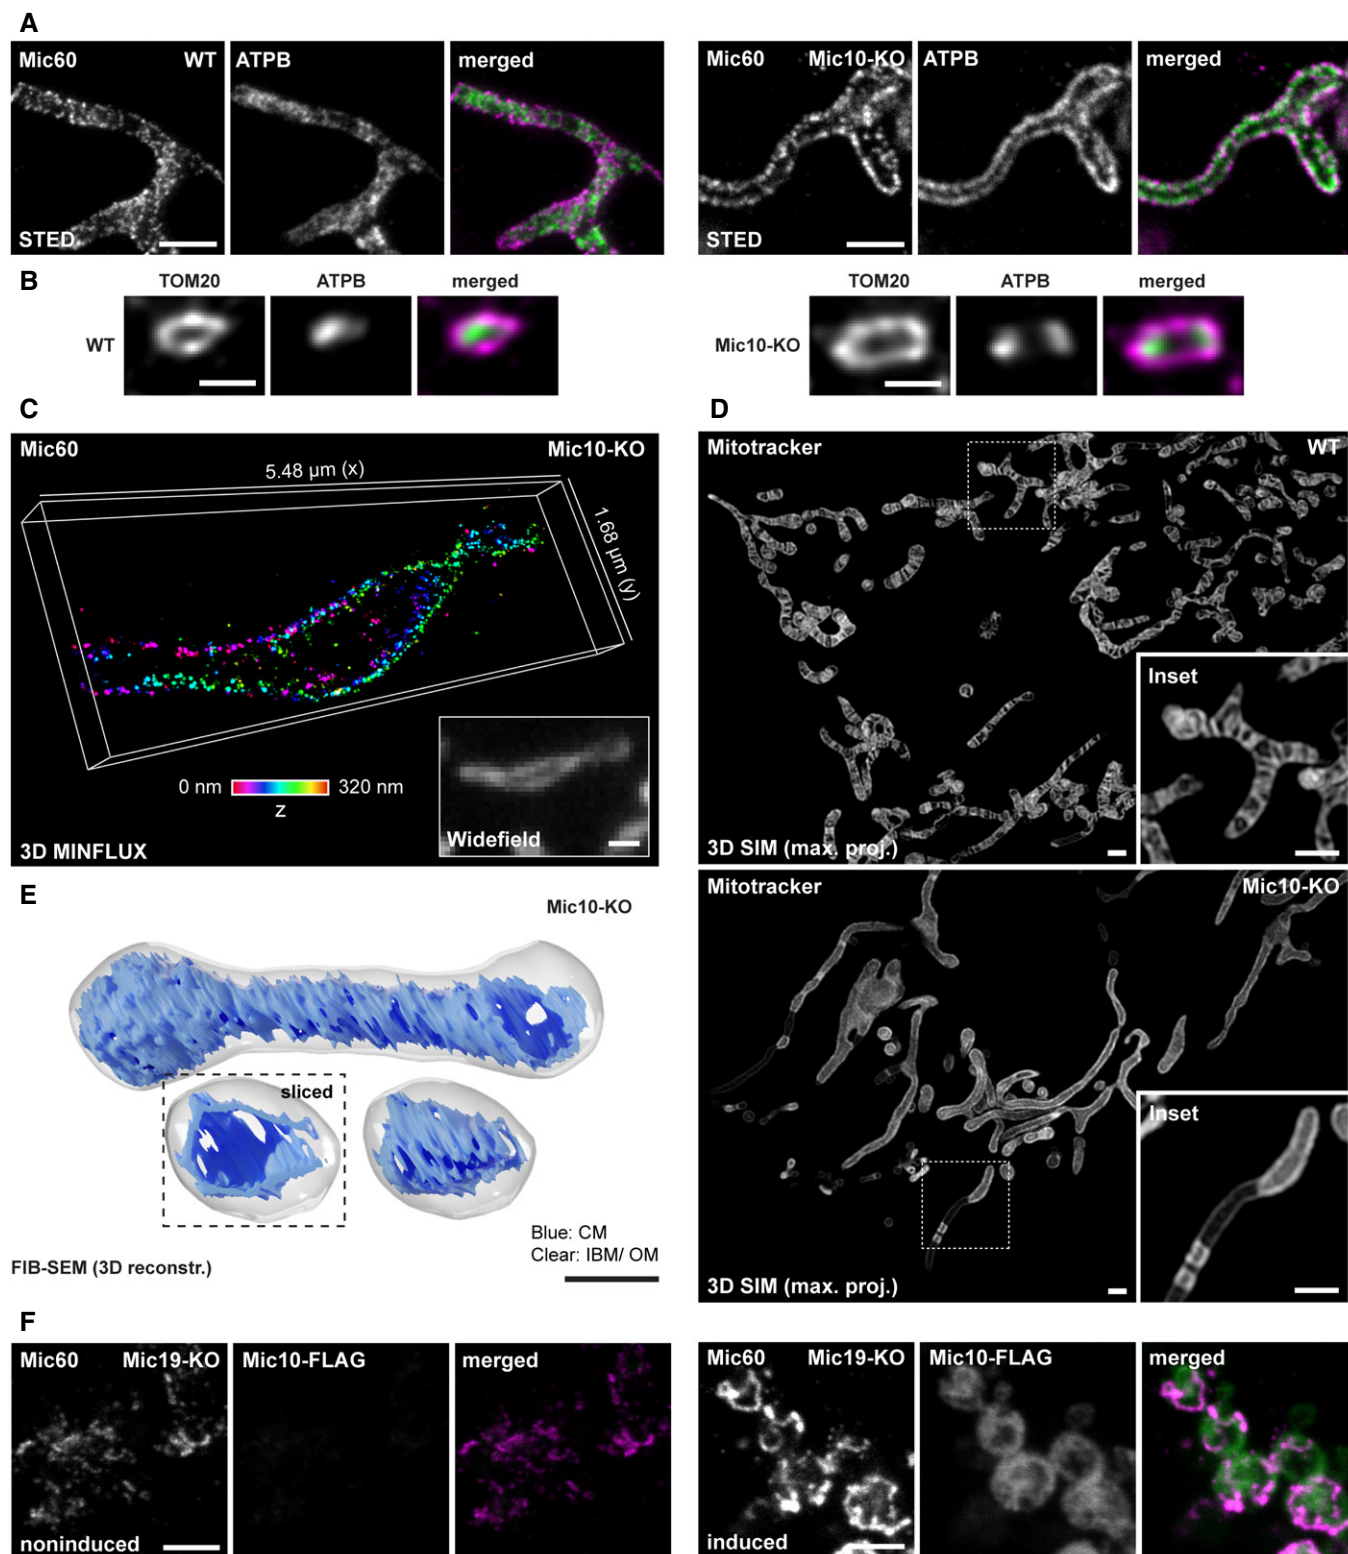 A
Mic60 WT ATPB merged
STED
Mic60 Mic10-KO ATPB merged
STED
B
TOM20 ATPB merged
WT
TOM20 ATPB merged
Mic10-KO
C
Mic60 Mic10-KO
5.48 µm (x)
1.68 µm (y)
0 nm 320 nm
z
Widefield
3D MINFLUX
D
Mitotracker WT
Inset
3D SIM (max. proj.)
Mitotracker Mic10-KO
Inset
3D SIM (max. proj.)
E
Mic10-KO
sliced
Blue: CM
Clear: IBM/ OM
FIB-SEM (3D reconstr.)
F
Mic60 Mic19-KO Mic10-FLAG merged
noninduced
Mic60 Mic19-KO Mic10-FLAG merged
induced